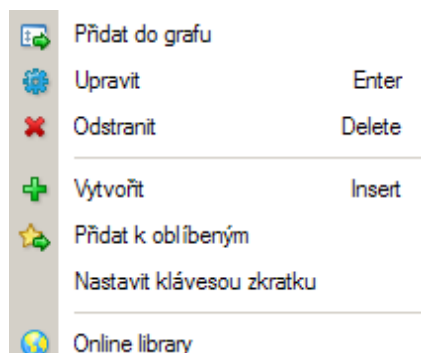 Přidat do grafu
Upravit Enter
Odstranit Delete
Vytvořit Insert
Přidat k oblíbeným
Nastavit klávesou zkratku
Online library